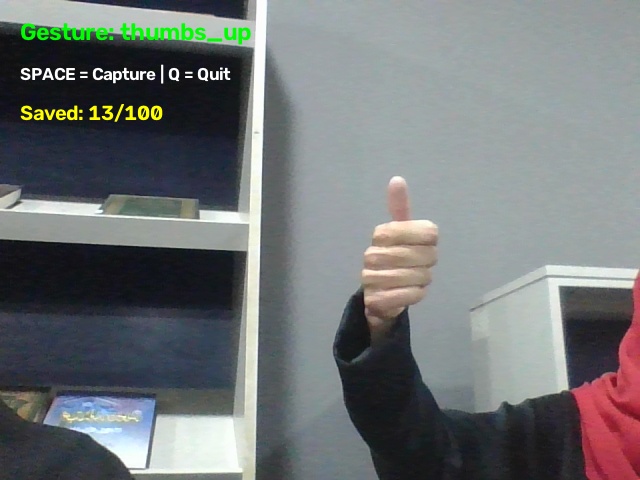 Gesture: thumbs_up
SPACE = Capture | Q = Quit
Saved: 13/100